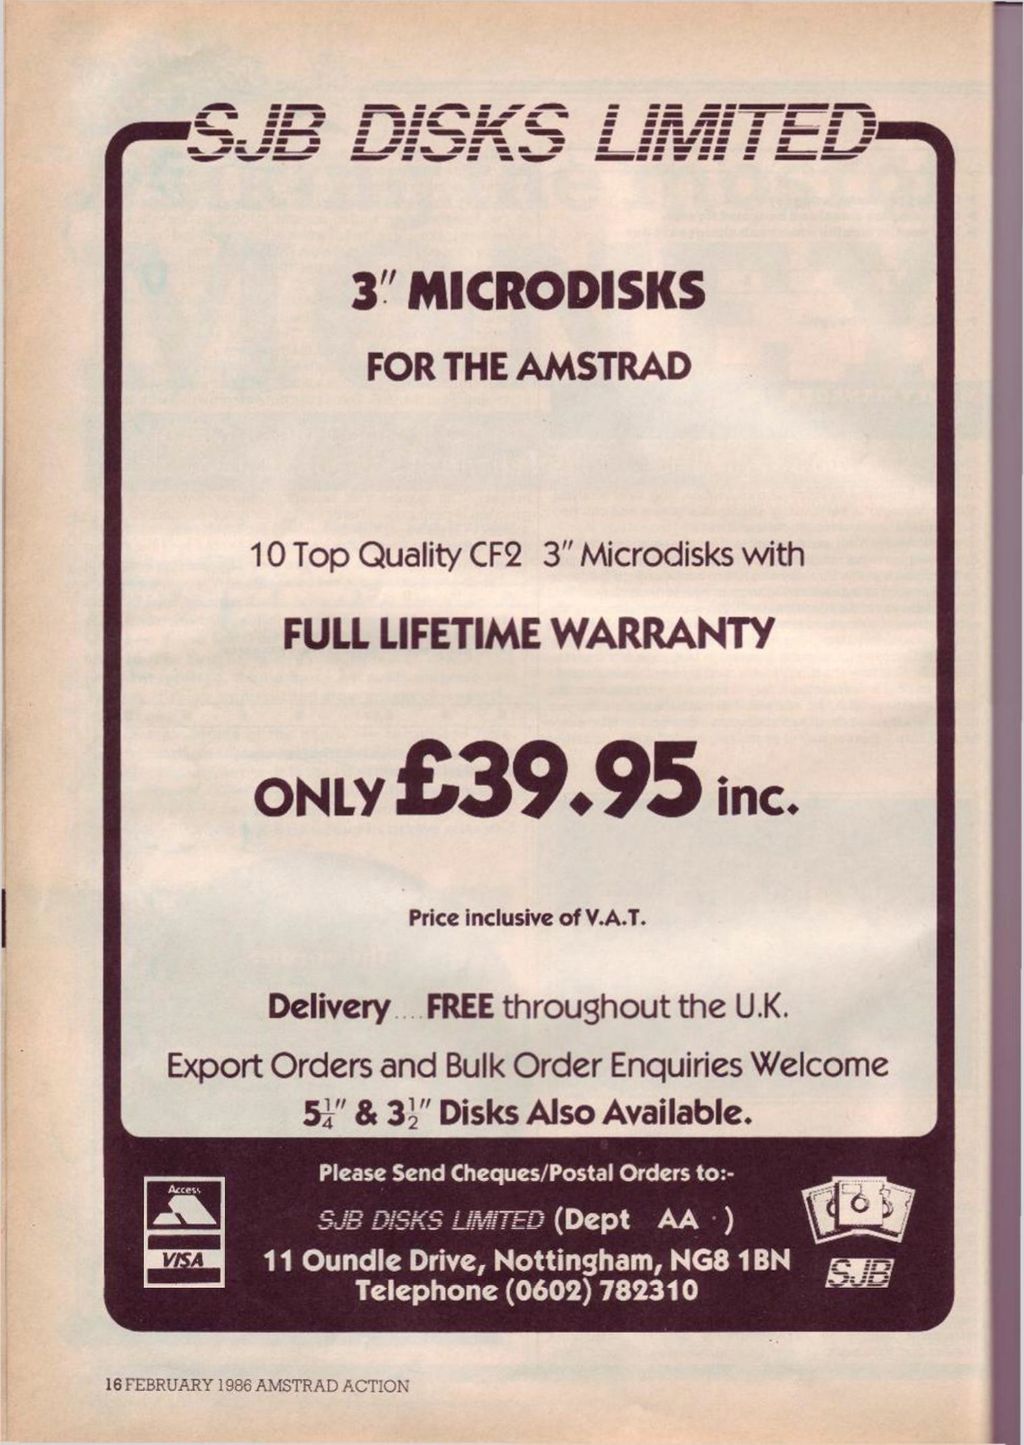 SJB DISKS LIMITED
3" MICRODISKS
FOR THE AMSTRAD
10 Top Quality CF2 3" Microdisks with
FULL LIFETIME WARRANTY
ONLY £39.95 inc.
Price inclusive of V.A.T.
Delivery.... FREE throughout the U.K.
Export Orders and Bulk Order Enquiries Welcome
5¼" & 3½" Disks Also Available.
Please Send Cheques/Postal Orders to:-
SJB DISKS LIMITED (Dept AA )
11 Oundle Drive, Nottingham, NG8 1BN
Telephone (0602) 782310
Access
VISA
SJB
16 FEBRUARY 1986 AMSTRAD ACTION